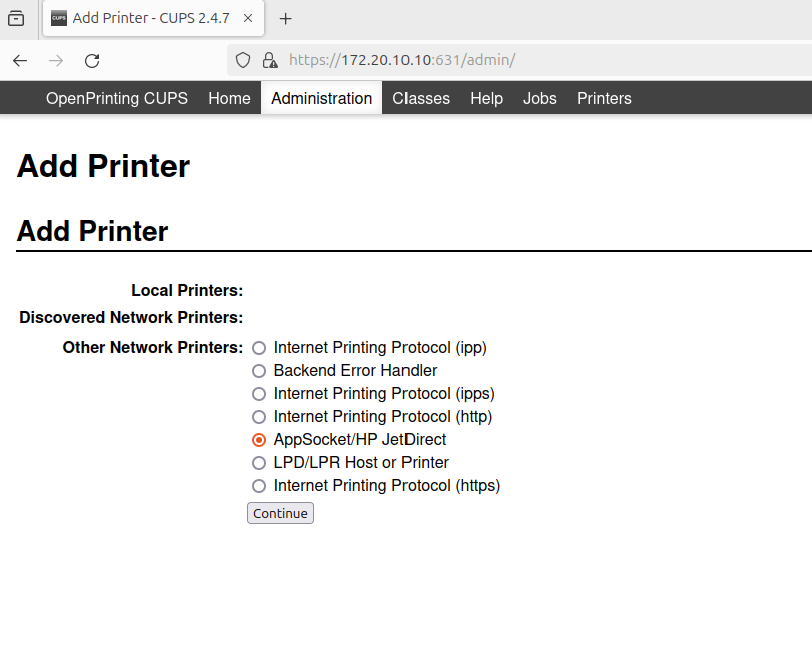 CUPS Add Printer - CUPS 2.4.7
https://172.20.10.10:631/admin/
OpenPrinting CUPS Home Administration Classes Help Jobs Printers
Add Printer
Add Printer
Local Printers:
Discovered Network Printers:
Other Network Printers: Internet Printing Protocol (ipp)
Backend Error Handler
Internet Printing Protocol (ipps)
Internet Printing Protocol (http)
AppSocket/HP JetDirect
LPD/LPR Host or Printer
Internet Printing Protocol (https)
Continue